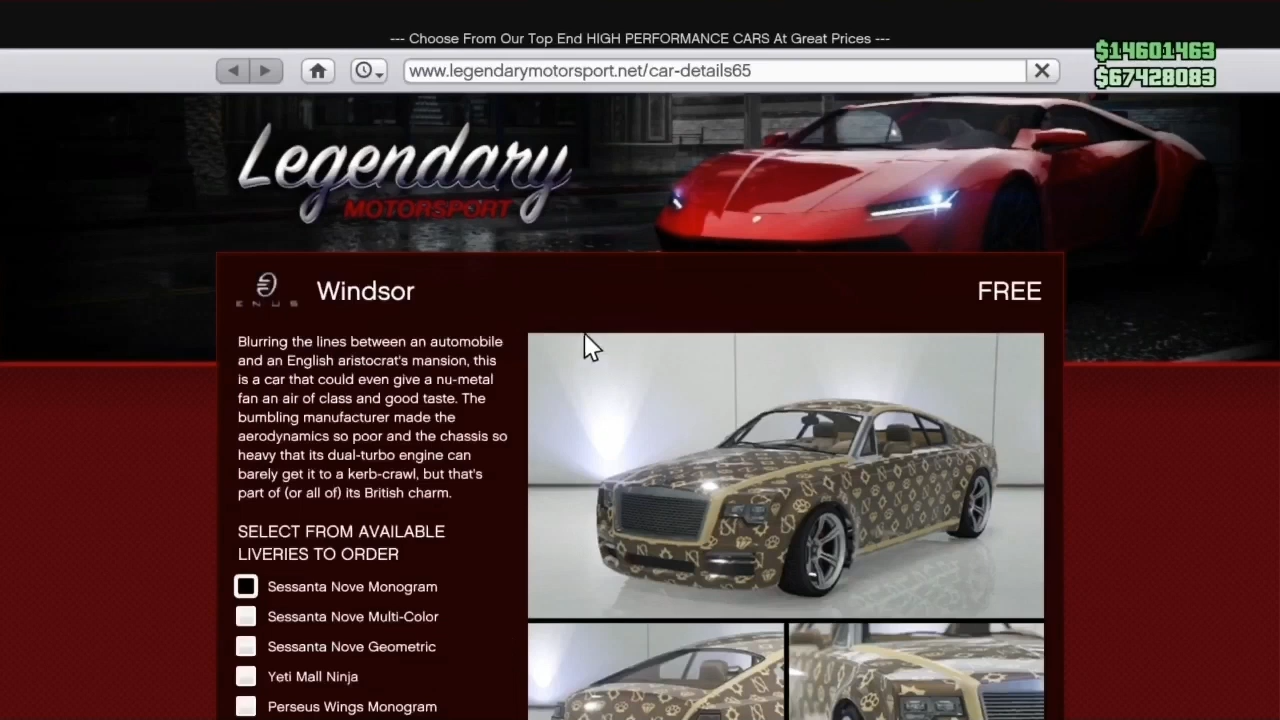 --- Choose From Our Top End HIGH PERFORMANCE CARS At Great Prices ---
$14601463
www.legendarymotorsport.net/car-details65
$67428083
Legendary
MOTORSPORT
ENUS
Windsor
FREE
Blurring the lines between an automobile
and an English aristocrat's mansion, this
is a car that could even give a nu-metal
fan an air of class and good taste. The
bumbling manufacturer made the
aerodynamics so poor and the chassis so
heavy that its dual-turbo engine can
barely get it to a kerb-crawl, but that's
part of (or all of) its British charm.
SELECT FROM AVAILABLE
LIVERIES TO ORDER
Sessanta Nove Monogram
Sessanta Nove Multi-Color
Sessanta Nove Geometric
Yeti Mall Ninja
Perseus Wings Monogram